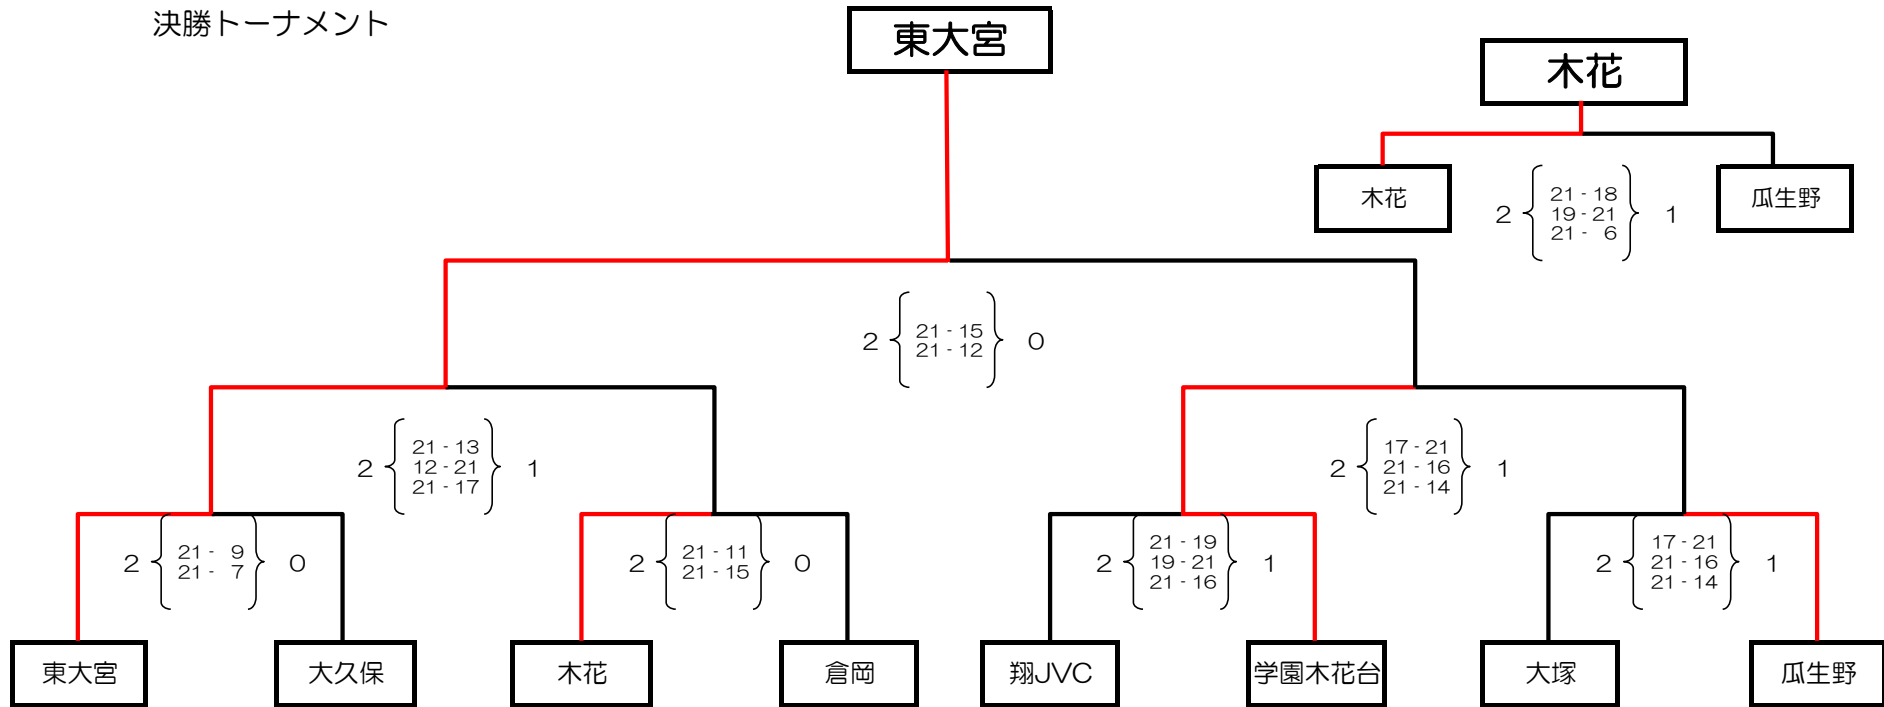 決勝トーナメント
東大宮
木花
木花
2
21 - 18
19 - 21
21 - 6
1
瓜生野
2
21 - 15
21 - 12
0
2
21 - 13
12 - 21
21 - 17
1
2
17 - 21
21 - 16
21 - 14
1
2
21 - 9
21 - 7
0
2
21 - 11
21 - 15
0
2
21 - 19
19 - 21
21 - 16
1
2
17 - 21
21 - 16
21 - 14
1
東大宮
大久保
木花
倉岡
翔JVC
学園木花台
大塚
瓜生野